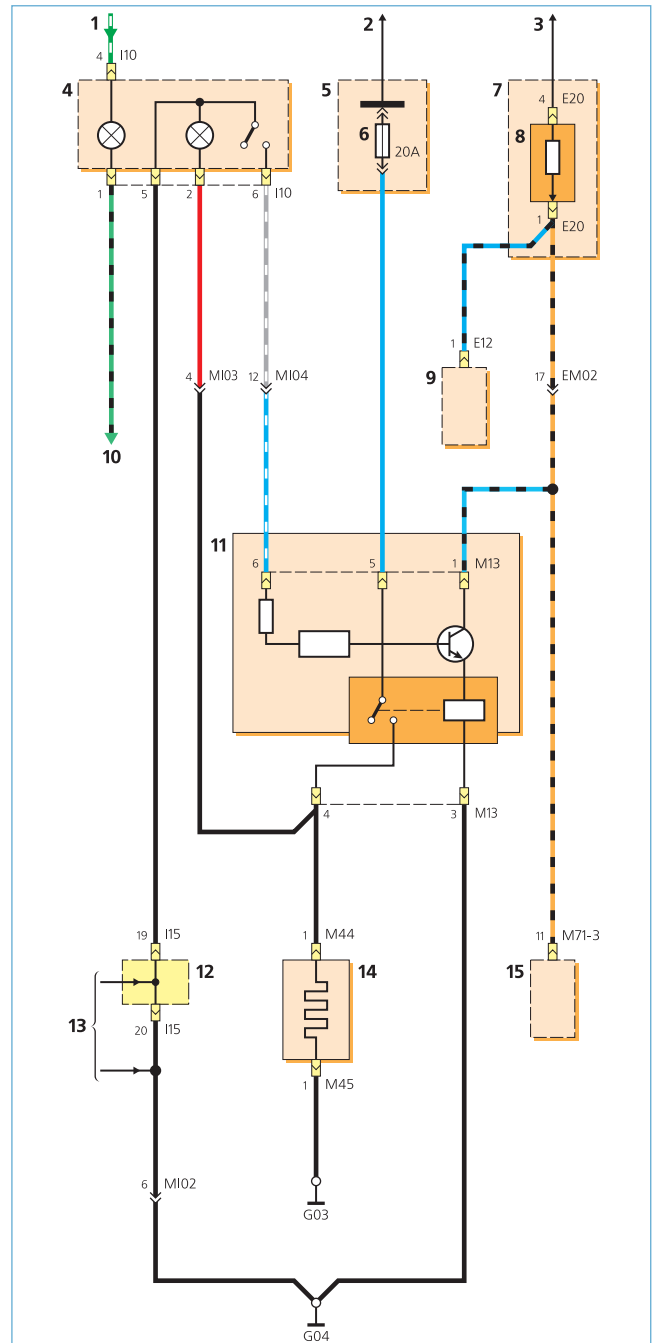 1 2 3
4 I10
4 5 7
4 E20
6 8
20A
1 5 2 6 I10
1 E20
1 E12
9
4 MI03 12 MI04 17 EM02
10
11
6 5 1 M13
4 3 M13
19 I15 1 M44 11 M71-3
12 14 15
13
20 I15
1 M45
6 MI02
G03
G04